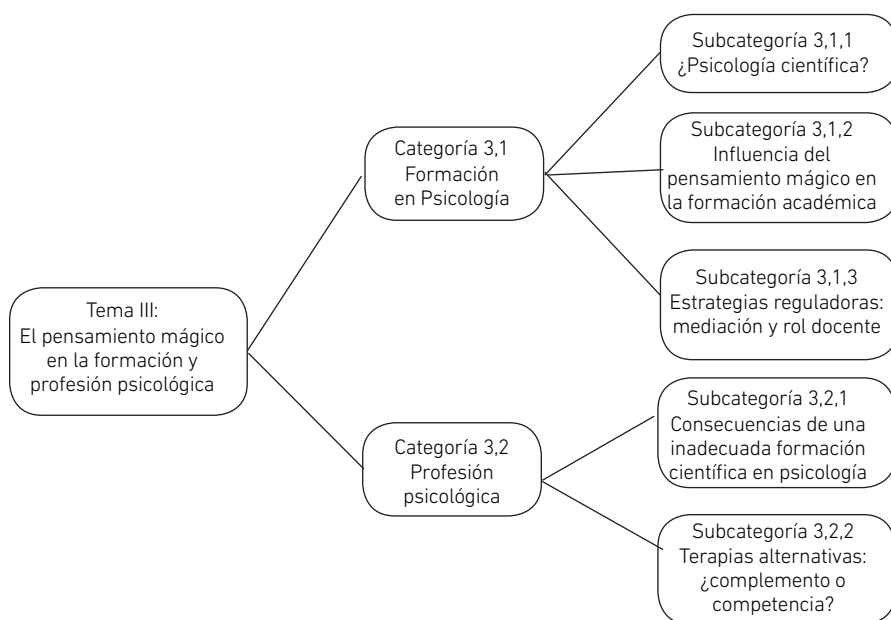 Tema III:
El pensamiento mágico
en la formación y
profesión psicológica
Categoría 3,1
Formación
en Psicología
Subcategoría 3,1,1
¿Psicología científica?
Subcategoría 3,1,2
Influencia del
pensamiento mágico en
la formación académica
Subcategoría 3,1,3
Estrategias reguladoras:
mediación y rol docente
Categoría 3,2
Profesión
psicológica
Subcategoría 3,2,1
Consecuencias de una
inadecuada formación
científica en psicología
Subcategoría 3,2,2
Terapias alternativas:
¿complemento o
competencia?